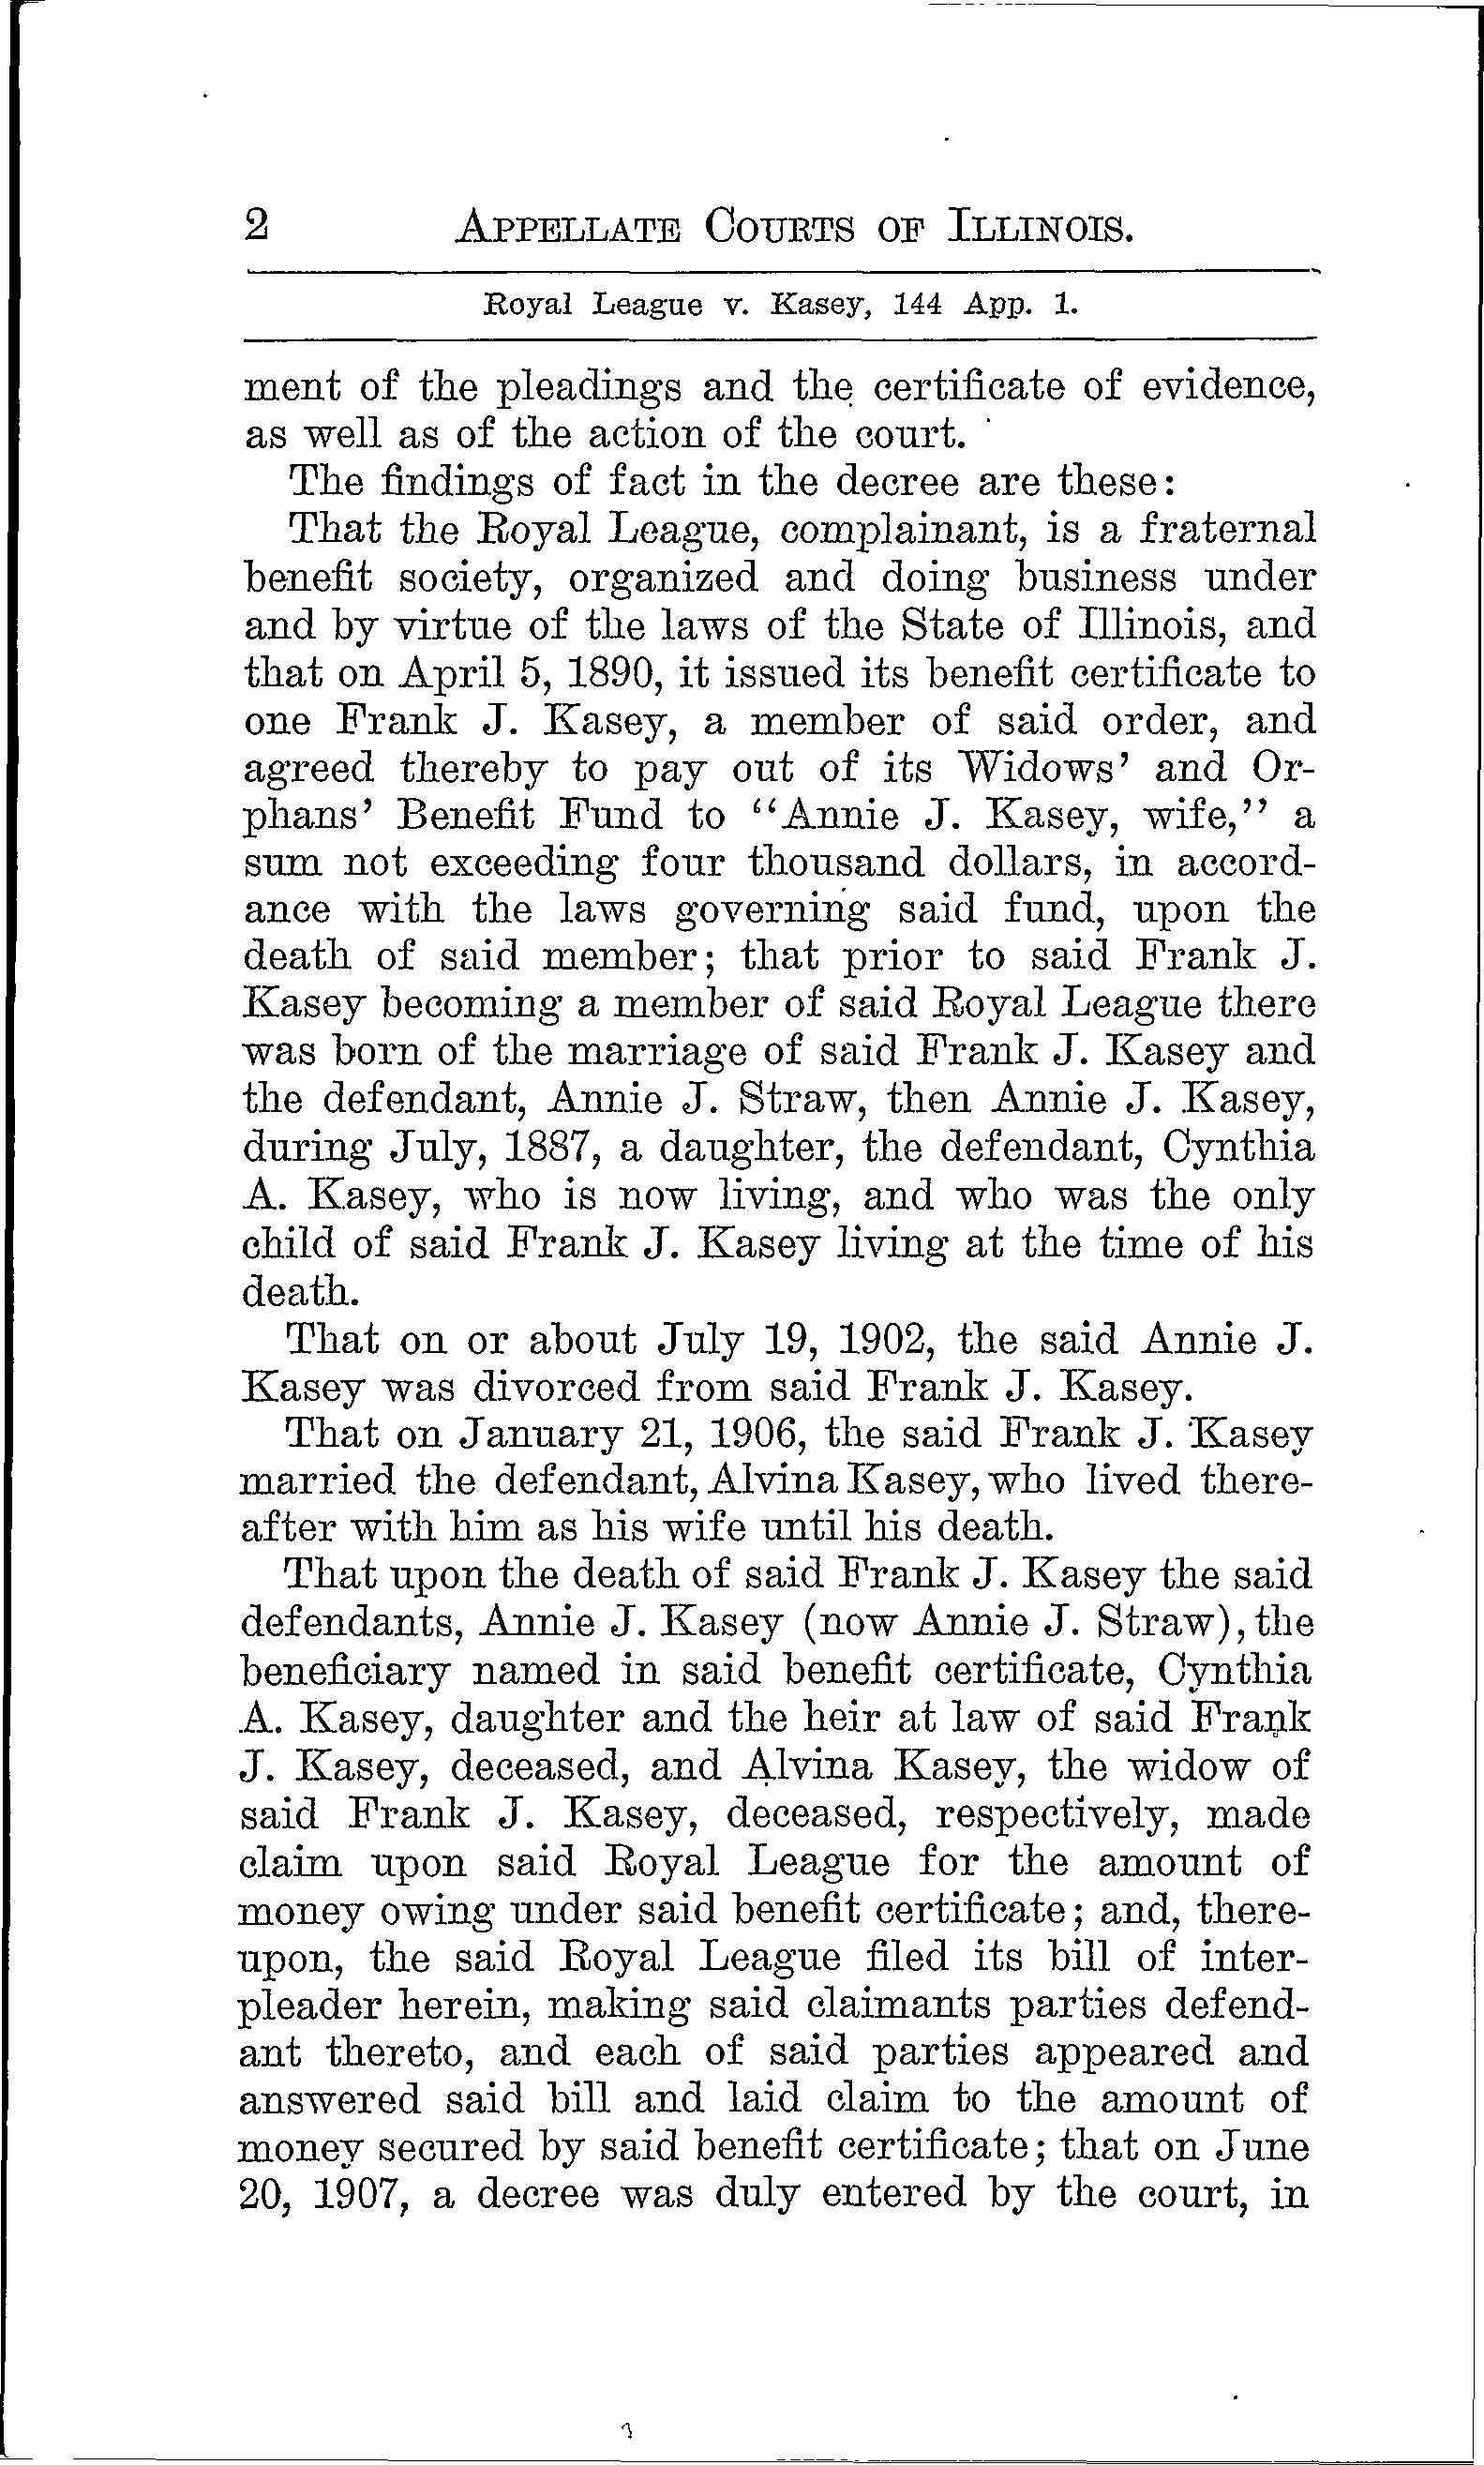 2 APPELLATE COURTS OF ILLINOIS.
Royal League v. Kasey, 144 App. 1.
ment of the pleadings and the certificate of evidence,
as well as of the action of the court.
The findings of fact in the decree are these:
That the Royal League, complainant, is a fraternal
benefit society, organized and doing business under
and by virtue of the laws of the State of Illinois, and
that on April 5, 1890, it issued its benefit certificate to
one Frank J. Kasey, a member of said order, and
agreed thereby to pay out of its Widows' and Or-
phans' Benefit Fund to "Annie J. Kasey, wife," a
sum not exceeding four thousand dollars, in accord-
ance with the laws governing said fund, upon the
death of said member; that prior to said Frank J.
Kasey becoming a member of said Royal League there
was born of the marriage of said Frank J. Kasey and
the defendant, Annie J. Straw, then Annie J. Kasey,
during July, 1887, a daughter, the defendant, Cynthia
A. Kasey, who is now living, and who was the only
child of said Frank J. Kasey living at the time of his
death.
That on or about July 19, 1902, the said Annie J.
Kasey was divorced from said Frank J. Kasey.
That on January 21, 1906, the said Frank J. Kasey
married the defendant, Alvina Kasey, who lived there-
after with him as his wife until his death.
That upon the death of said Frank J. Kasey the said
defendants, Annie J. Kasey (now Annie J. Straw), the
beneficiary named in said benefit certificate, Cynthia
A. Kasey, daughter and the heir at law of said Frank
J. Kasey, deceased, and Alvina Kasey, the widow of
said Frank J. Kasey, deceased, respectively, made
claim upon said Royal League for the amount of
money owing under said benefit certificate; and, there-
upon, the said Royal League filed its bill of inter-
pleader herein, making said claimants parties defend-
ant thereto, and each of said parties appeared and
answered said bill and laid claim to the amount of
money secured by said benefit certificate; that on June
20, 1907, a decree was duly entered by the court, in